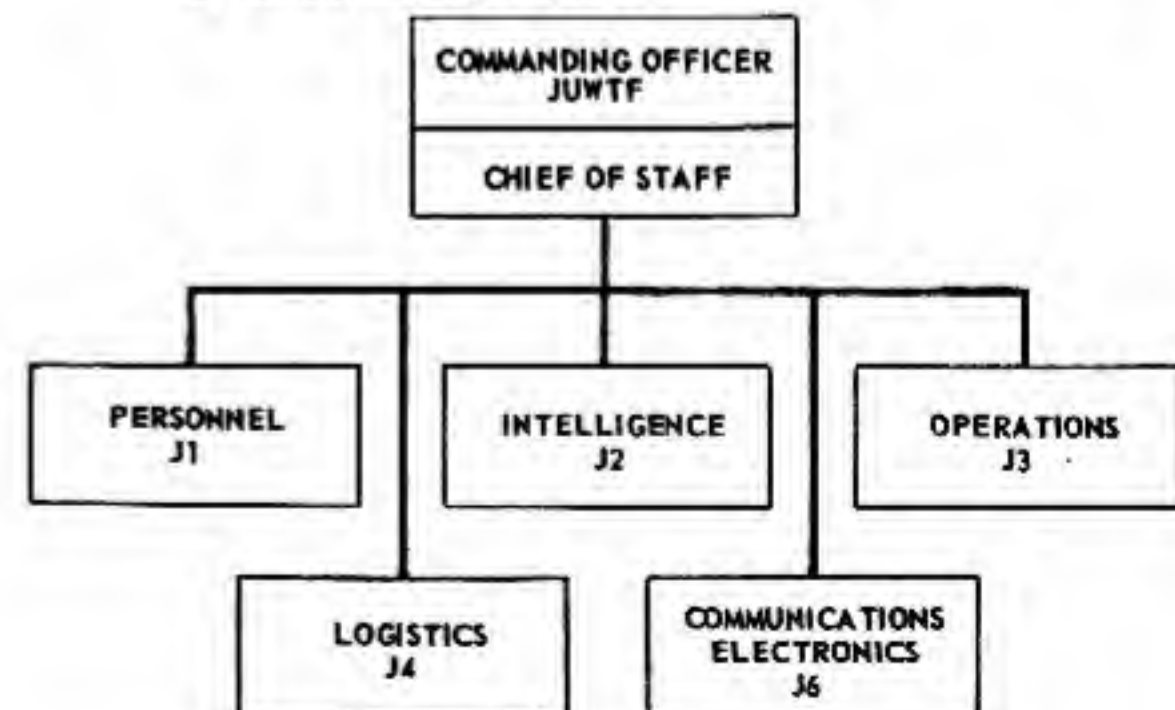 COMMANDING OFFICER
JUWTF
CHIEF OF STAFF
PERSONNEL
J1
INTELLIGENCE
J2
OPERATIONS
J3
LOGISTICS
J4
COMMUNICATIONS
ELECTRONICS
J6